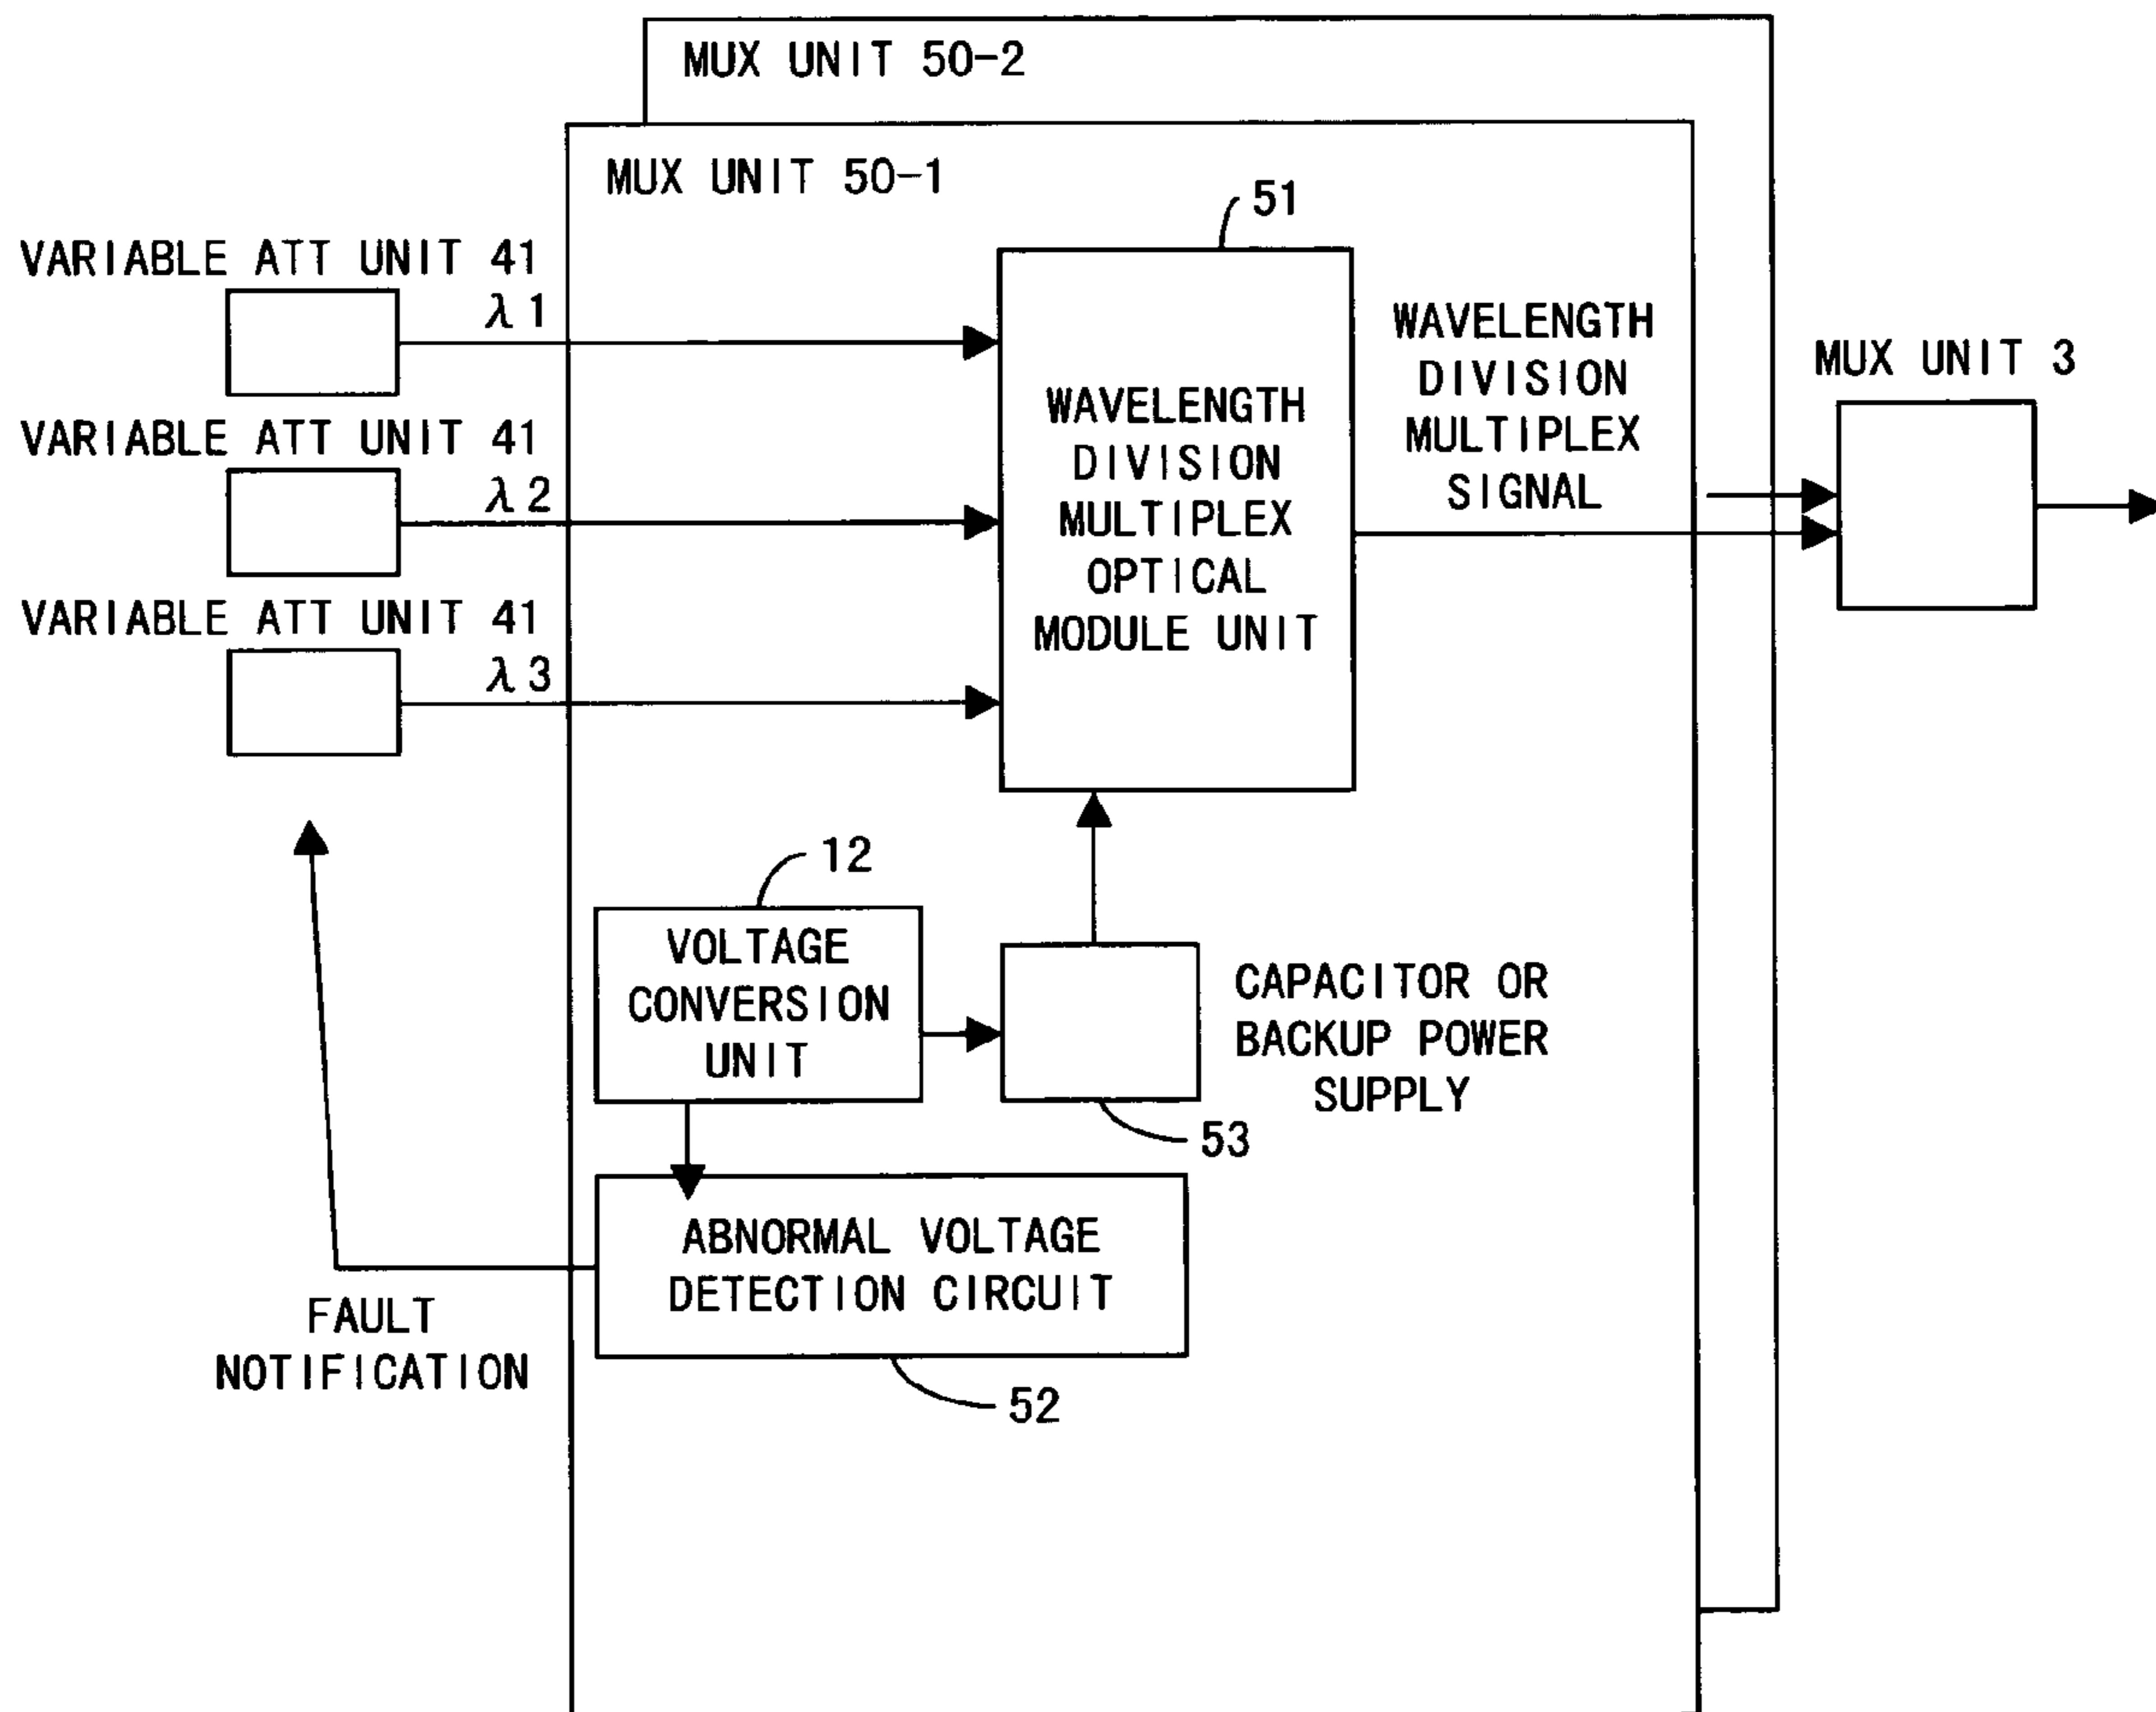 MUX UNIT 50-2
MUX UNIT 50-1
51
VARIABLE ATT UNIT 41
λ1
WAVELENGTH
DIVISION
MULTIPLEX
SIGNAL
MUX UNIT 3
WAVELENGTH
DIVISION
MULTIPLEX
OPTICAL
MODULE UNIT
VARIABLE ATT UNIT 41
λ2
VARIABLE ATT UNIT 41
λ3
12
VOLTAGE
CONVERSION
UNIT
CAPACITOR OR
BACKUP POWER
SUPPLY
53
ABNORMAL VOLTAGE
DETECTION CIRCUIT
FAULT
NOTIFICATION
52